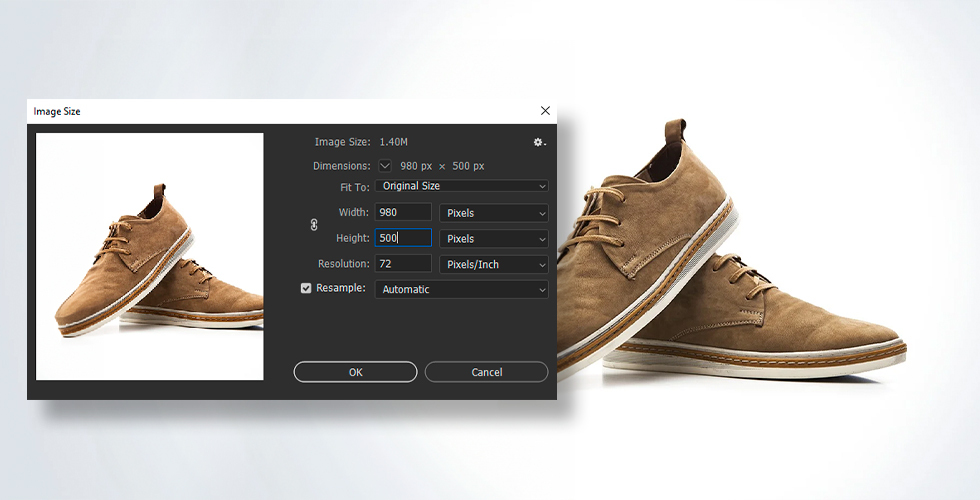 Image Size
Image Size: 1.40M
Dimensions: 980 px × 500 px
Fit To: Original Size
Width: 980 Pixels
Height: 500 Pixels
Resolution: 72 Pixels/Inch
Resample: Automatic
OK Cancel